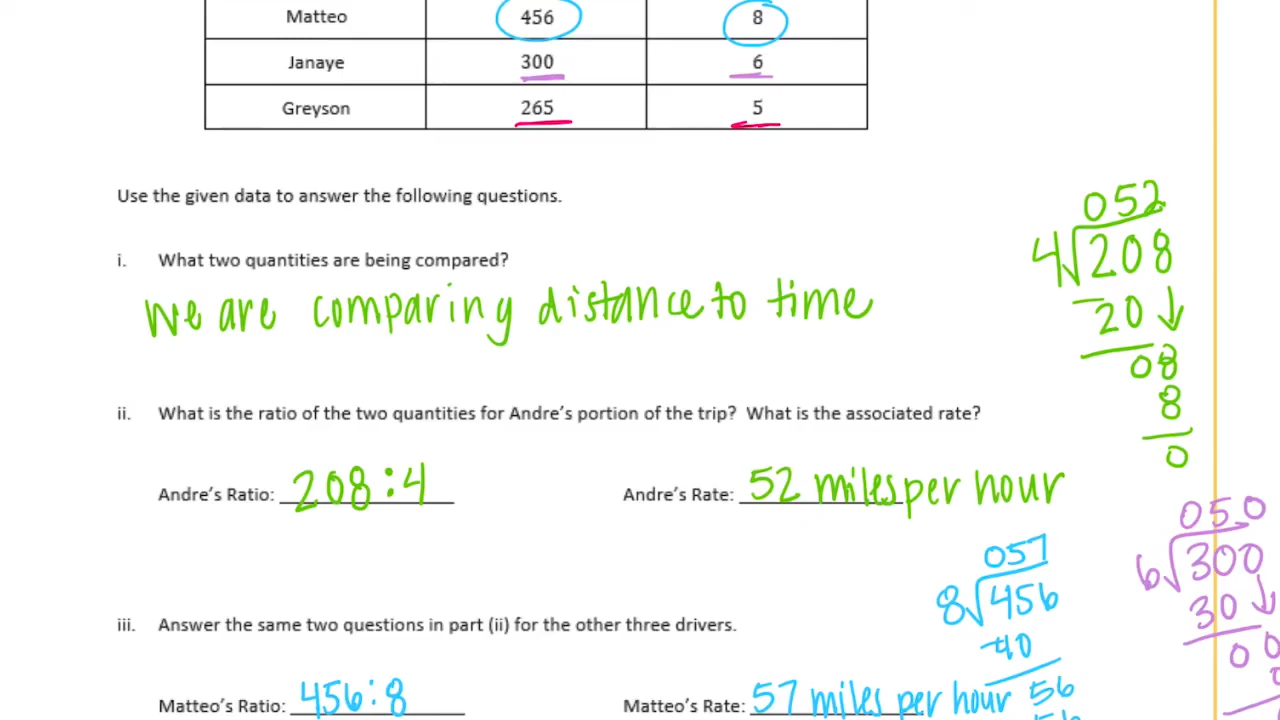 Matteo 456 8
Janaye 300 6
Greyson 265 5
Use the given data to answer the following questions.
i. What two quantities are being compared?
We are comparing distance to time
052
4 208
20
08
8
0
ii. What is the ratio of the two quantities for Andre's portion of the trip? What is the associated rate?
Andre's Ratio: 208:4 Andre's Rate: 52 miles per hour
050
6 300
30
0 0
057
8 456
40
56
56
iii. Answer the same two questions in part (ii) for the other three drivers.
Matteo's Ratio: 456:8 Matteo's Rate: 57 miles per hour